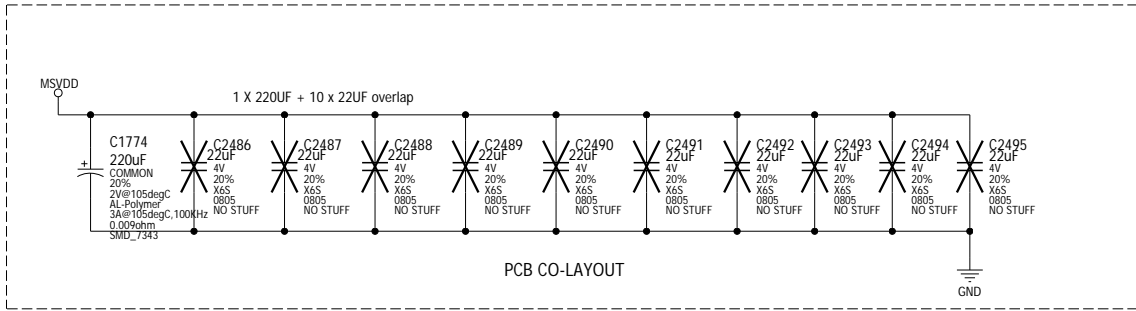 MSVDD
1 X 220UF + 10 x 22UF overlap
C1774
+
220uF
COMMON
20%
2V@105degC
AL-Polymer
3A@105degC,100KHz
0.009ohm
SMD_7343
C2486
22uF
4V
20%
X6S
0805
NO STUFF
C2487
22uF
4V
20%
X6S
0805
NO STUFF
C2488
22uF
4V
20%
X6S
0805
NO STUFF
C2489
22uF
4V
20%
X6S
0805
NO STUFF
C2490
22uF
4V
20%
X6S
0805
NO STUFF
C2491
22uF
4V
20%
X6S
0805
NO STUFF
C2492
22uF
4V
20%
X6S
0805
NO STUFF
C2493
22uF
4V
20%
X6S
0805
NO STUFF
C2494
22uF
4V
20%
X6S
0805
NO STUFF
C2495
22uF
4V
20%
X6S
0805
NO STUFF
PCB CO-LAYOUT
GND